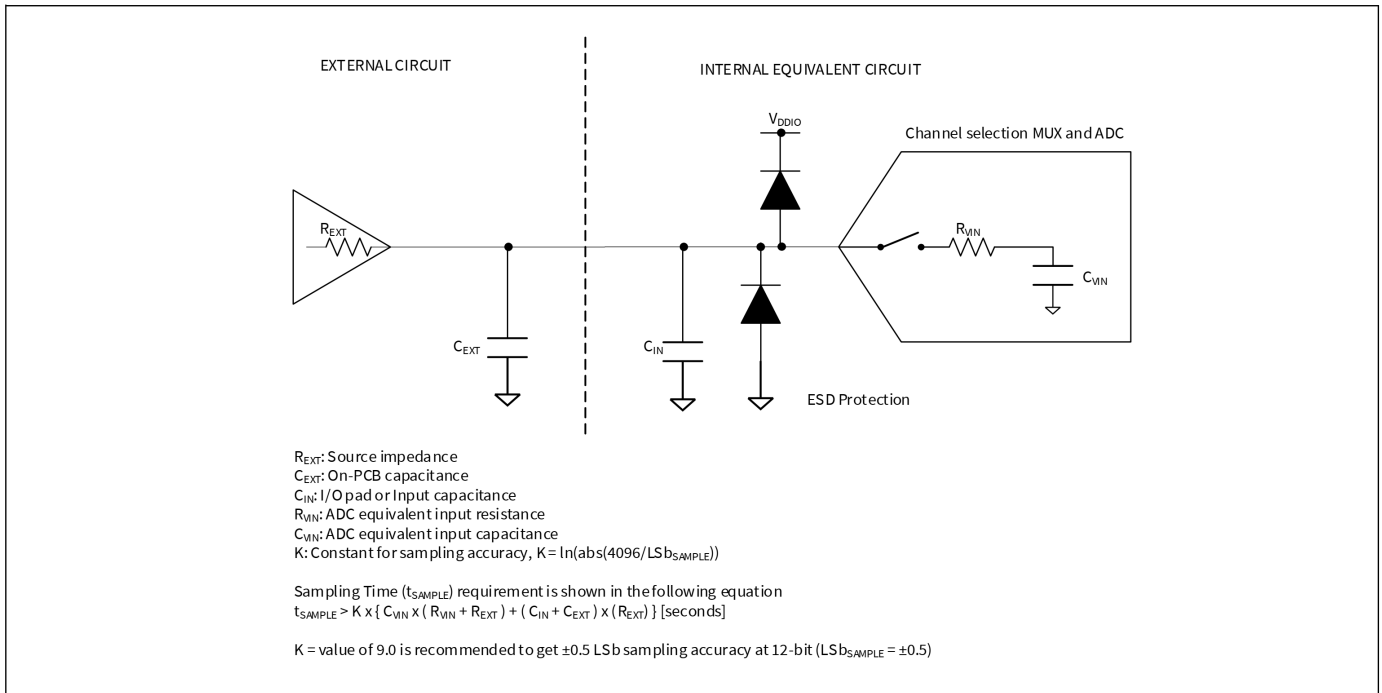 EXTERNAL CIRCUIT
INTERNAL EQUIVALENT CIRCUIT
VDDIO
Channel selection MUX and ADC
REXT
RVIN
CVIN
CEXT
CIN
ESD Protection
REXT: Source impedance
CEXT: On-PCB capacitance
CIN: I/O pad or Input capacitance
RVIN: ADC equivalent input resistance
CVIN: ADC equivalent input capacitance
K: Constant for sampling accuracy, K = ln(abs(4096/LSbSAMPLE))
Sampling Time (tSAMPLE) requirement is shown in the following equation
tSAMPLE > K x { CVIN x ( RVIN + REXT ) + ( CIN + CEXT ) x (REXT) } [seconds]
K = value of 9.0 is recommended to get ±0.5 LSb sampling accuracy at 12-bit (LSbSAMPLE = ±0.5)